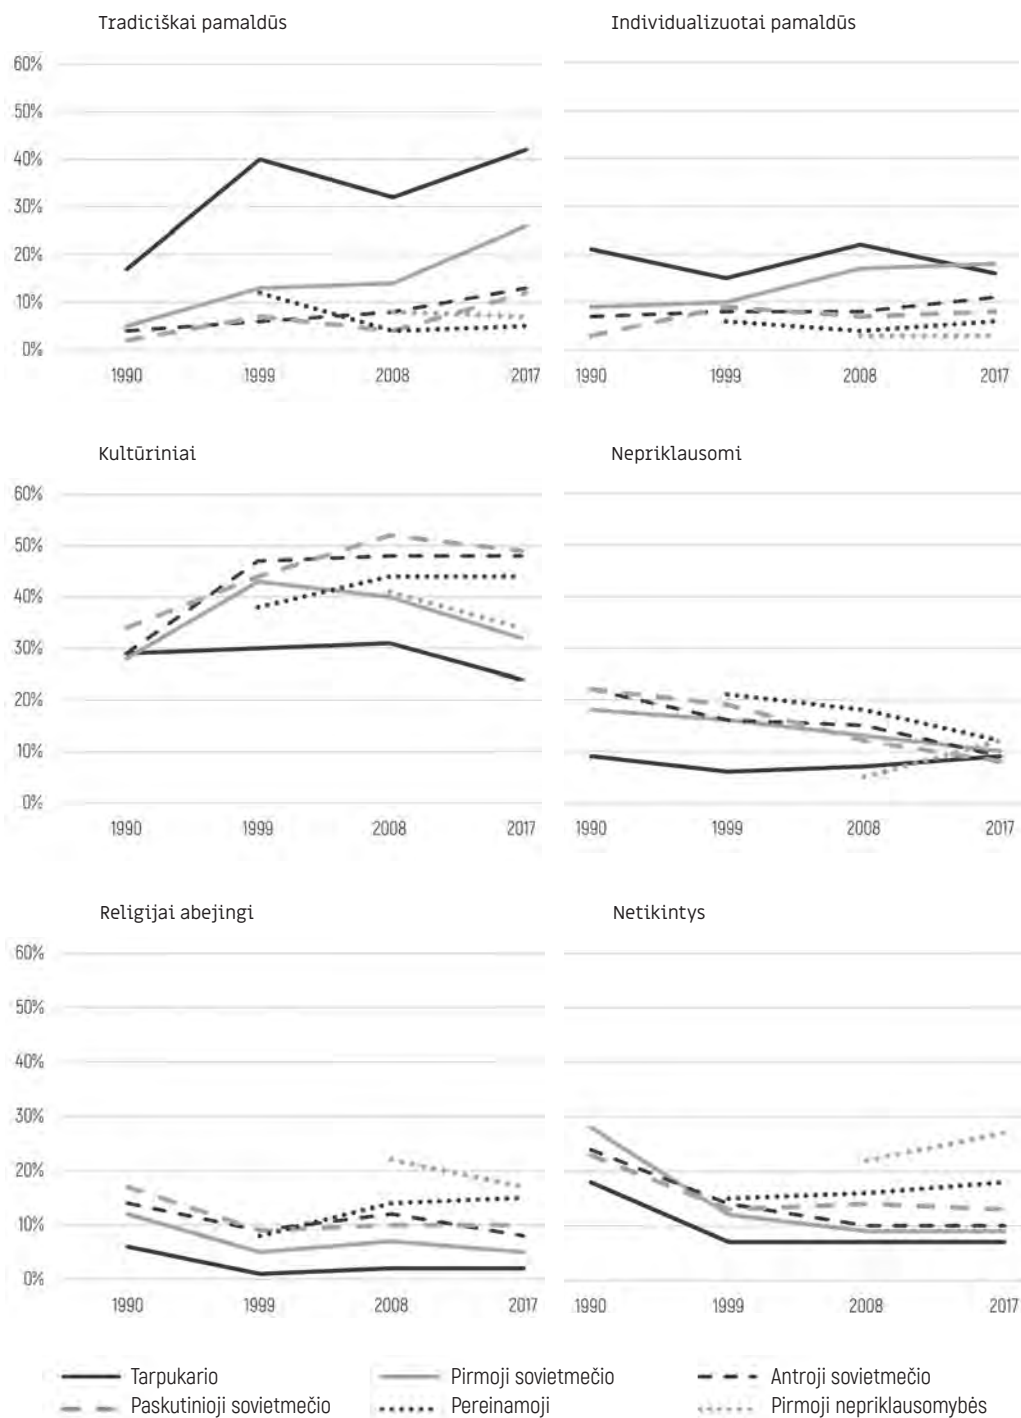 Tradiciškai pamaldūs Individualizuotai pamaldūs
60%
50%
40%
30%
20%
10%
0%
1990 1999 2008 2017 1990 1999 2008 2017
Kultūriniai Nepriklausomi
60%
50%
40%
30%
20%
10%
0%
1990 1999 2008 2017 1990 1999 2008 2017
Religijai abejingi Netikintys
60%
50%
40%
30%
20%
10%
0%
1990 1999 2008 2017 1990 1999 2008 2017
Tarpukario Pirmoji sovietmečio Antroji sovietmečio
Paskutinioji sovietmečio Pereinamoji Pirmoji nepriklausomybės